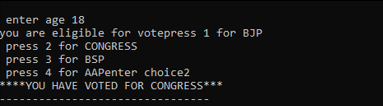 enter age 18
you are eligible for votepress 1 for BJP
press 2 for CONGRESS
press 3 for BSP
press 4 for AAPenter choice2
****YOU HAVE VOTED FOR CONGRESS***
--------------------------------